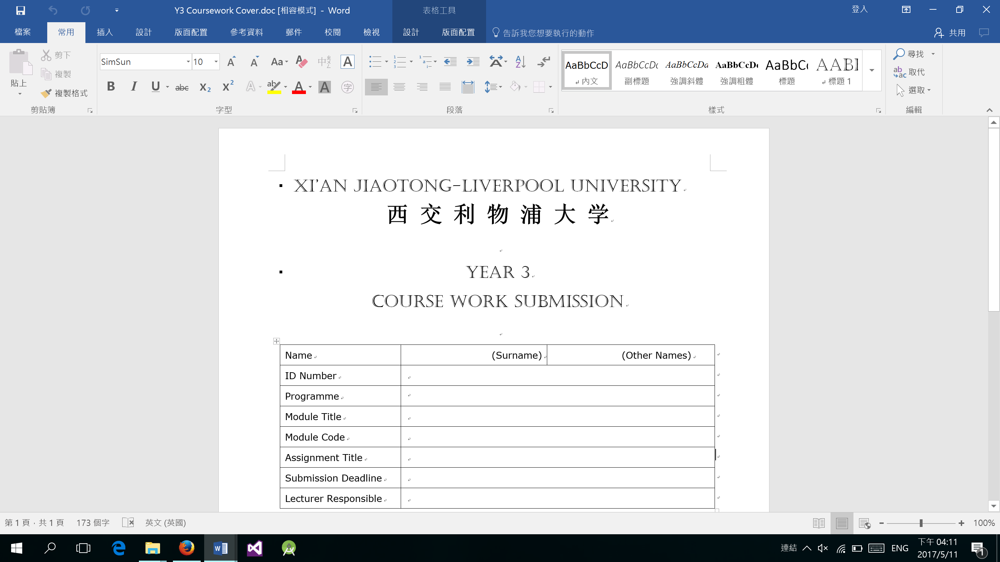 Y3 Coursework Cover.doc [相容模式] - Word
表格工具
登入
檔案
常用
插入
設計
版面配置
參考資料
郵件
校閱
檢視
設計
版面配置
告訴我您想要執行的動作
共用
貼上
剪下
複製
複製格式
剪貼簿
SimSun
10
字型
段落
AaBbCcD
AaBbCcDc
AaBbCcDa
AaBbCcDc
AaBbCc
AABI
內文
副標題
強調斜體
強調粗體
標題
標題 1
樣式
尋找
取代
選取
編輯
XI'AN JIAOTONG-LIVERPOOL UNIVERSITY
西 交 利 物 浦 大 学
YEAR 3
COURSE WORK SUBMISSION
Name (Surname) (Other Names)
ID Number
Programme
Module Title
Module Code
Assignment Title
Submission Deadline
Lecturer Responsible
第 1 頁，共 1 頁
173 個字
英文 (英國)
100%
連結
ENG
下午 04:11
2017/5/11
1